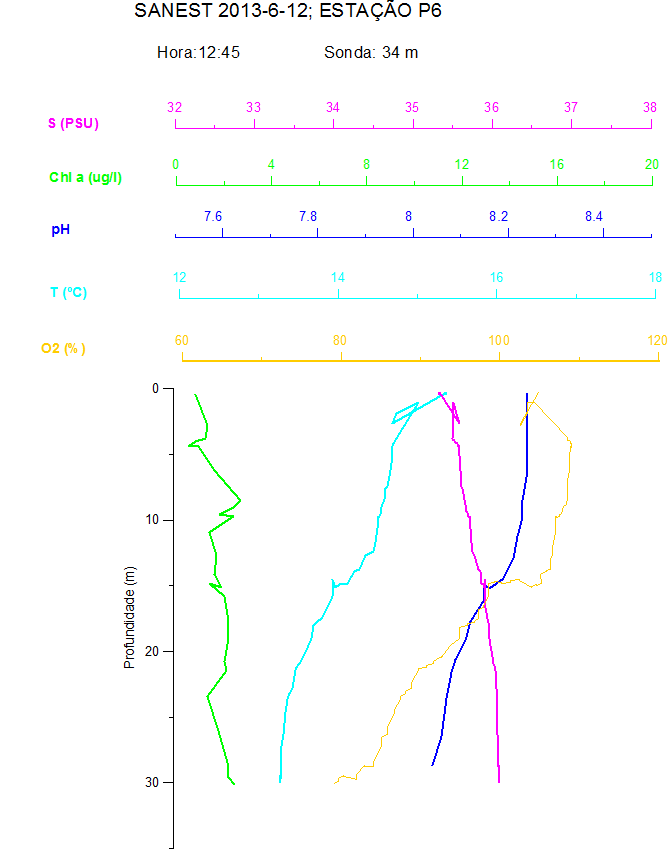 SANEST 2013-6-12; ESTAÇÃO P6
Hora:12:45 Sonda: 34 m
32 33 34 35 36 37 38
S (PSU)
0 4 8 12 16 20
Chl a (ug/l)
7.6 7.8 8 8.2 8.4
pH
12 14 16 18
T (ºC)
60 80 100 120
O2 (%)
0
10
Profundidade (m)
20
30